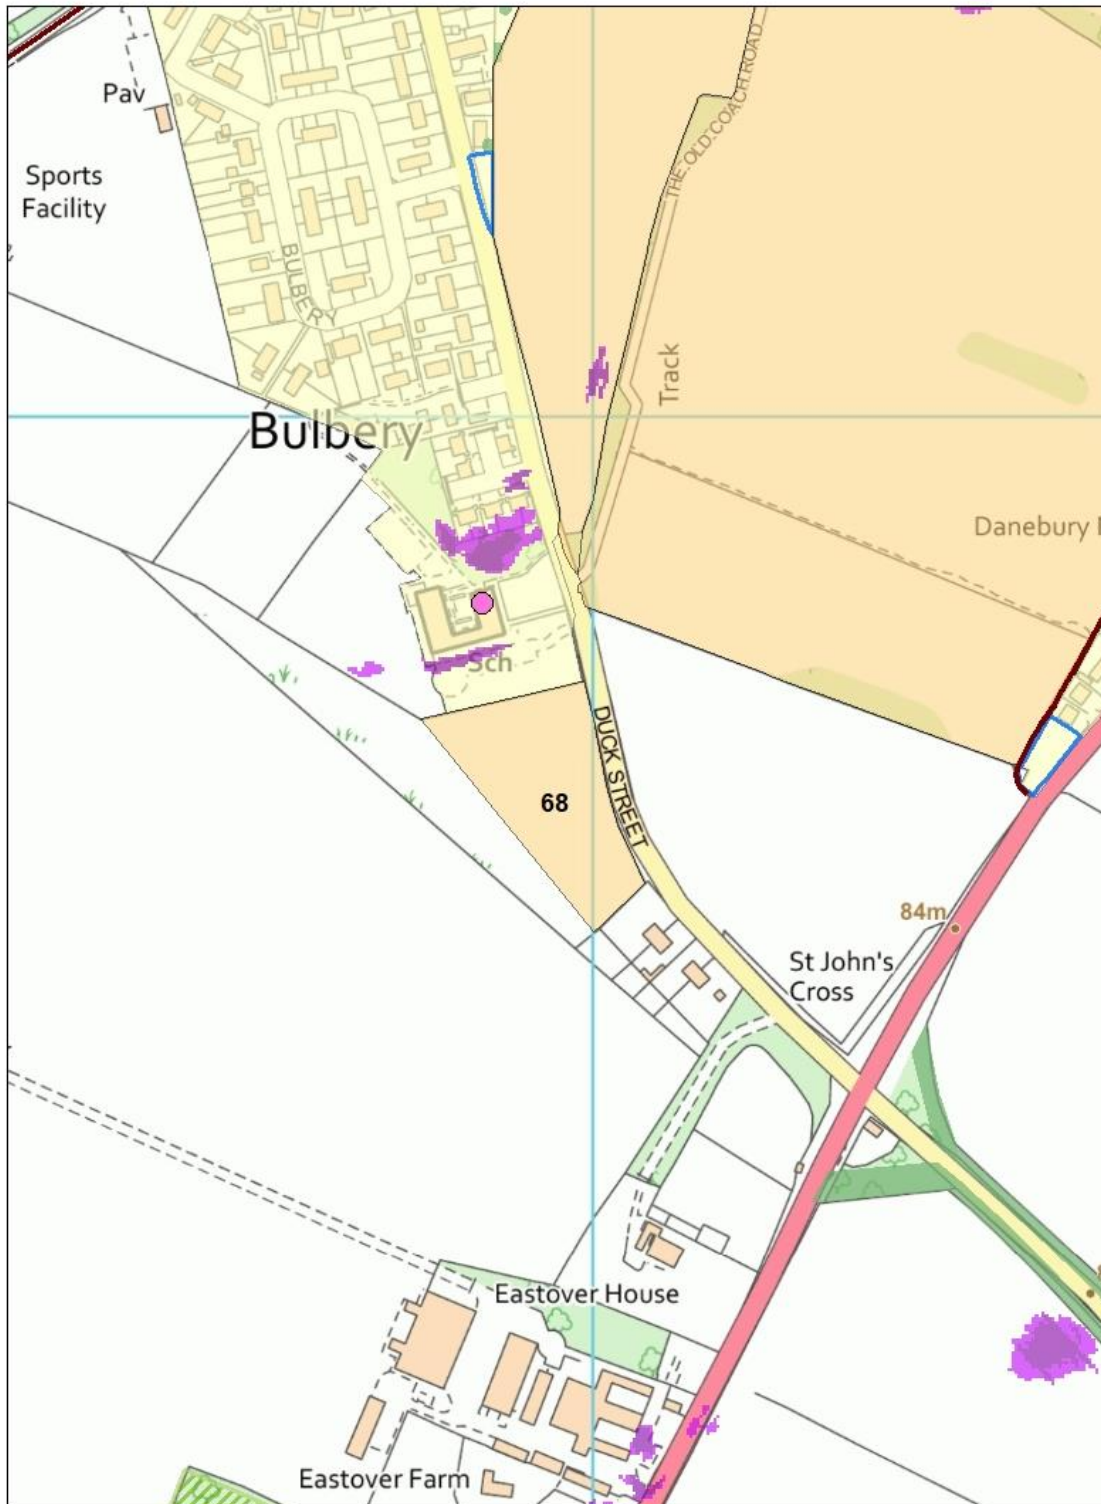 THE OLD COACH ROAD
Pav
Sports
Facility
BULBERY
Track
Bulbery
Danebury
Sch
DUCK STREET
68
84m
St John's
Cross
Eastover House
Eastover Farm